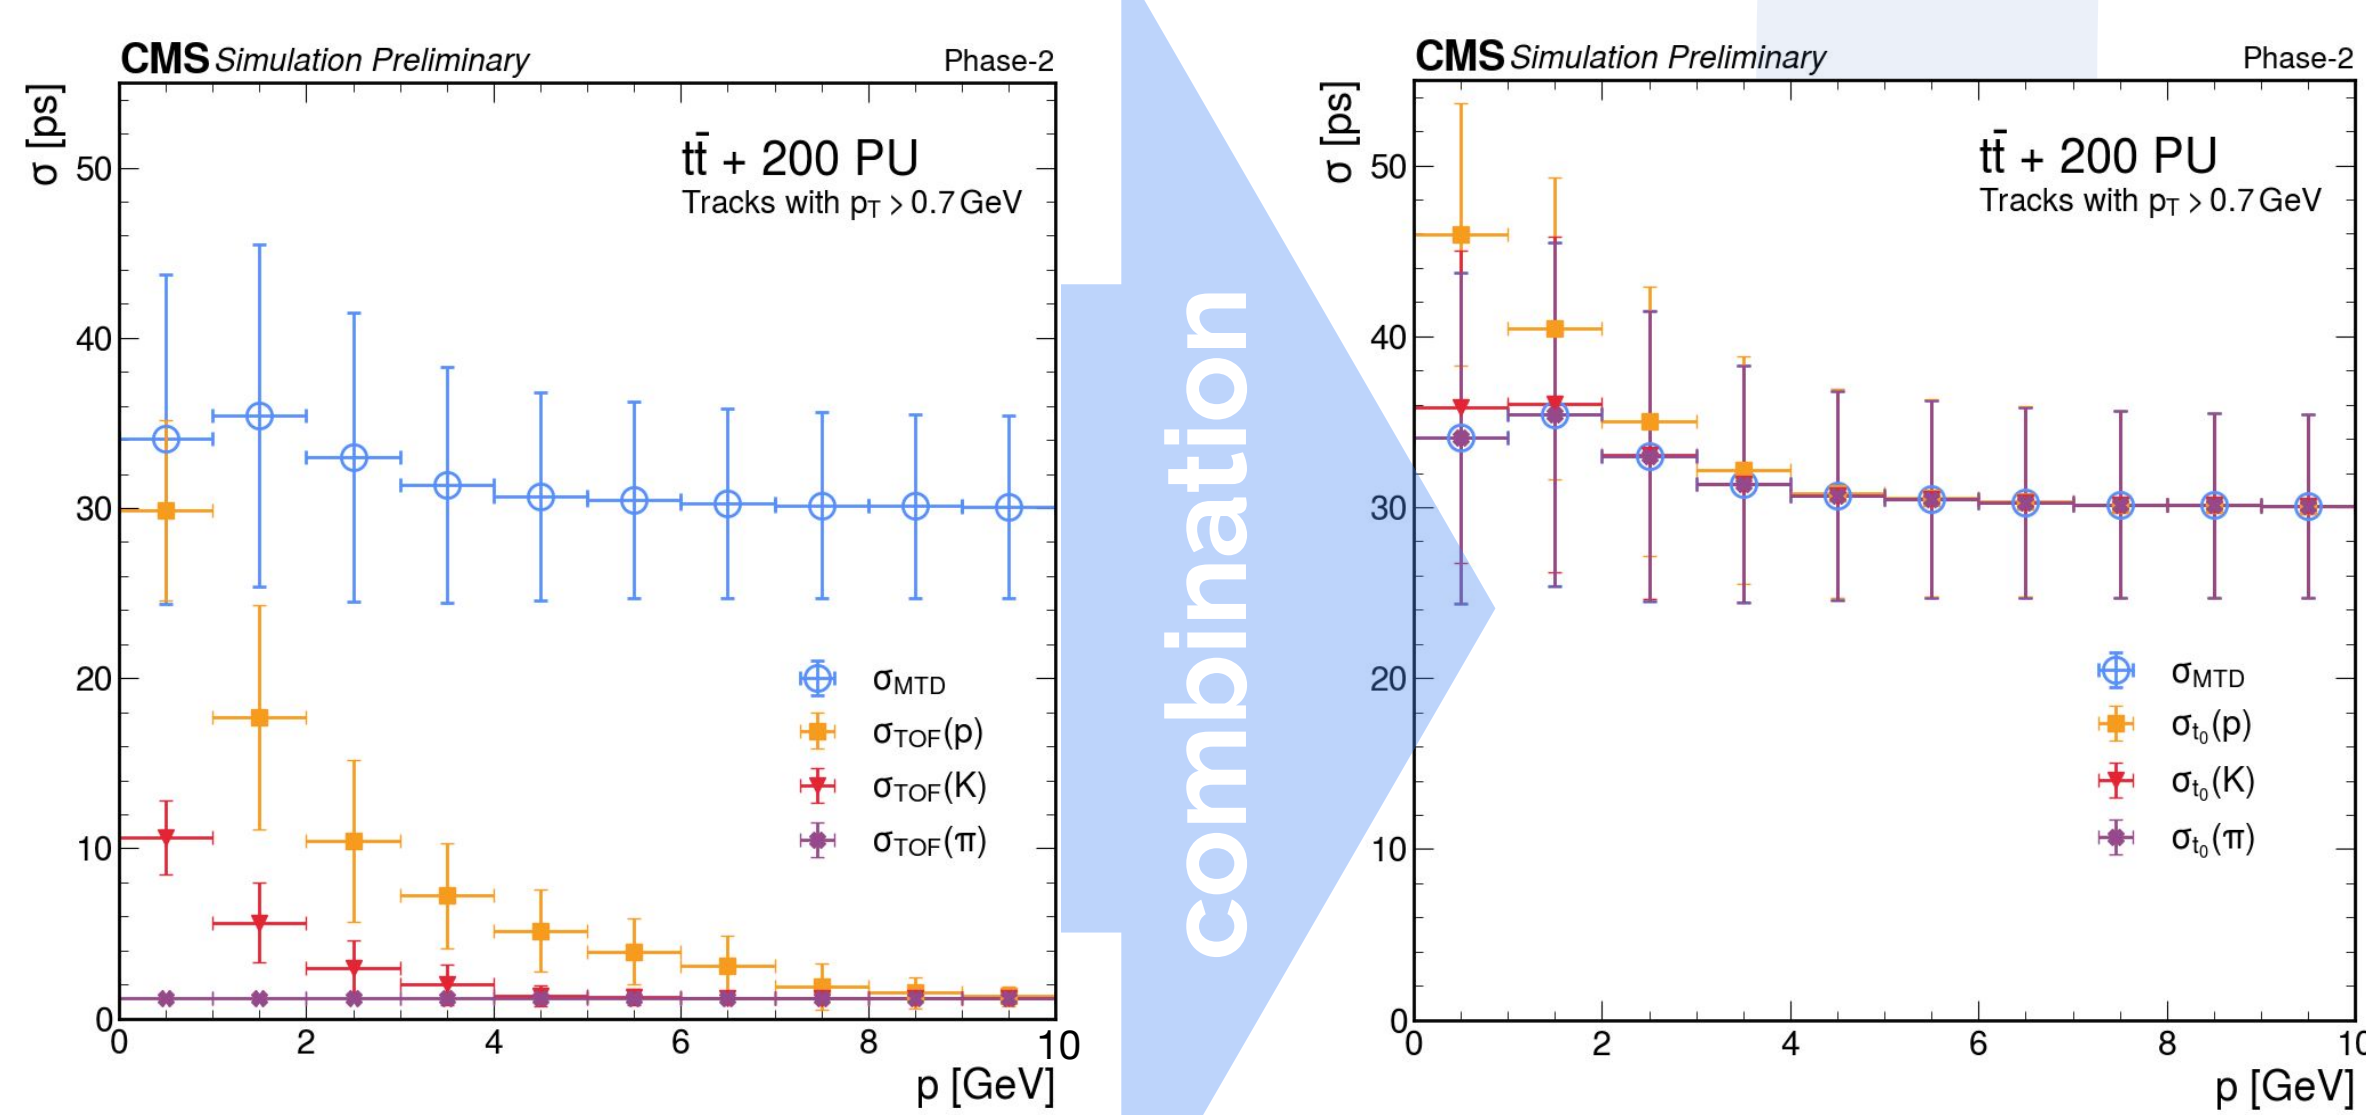 CMS Simulation Preliminary Phase-2
σ [ps]
tt̄ + 200 PU
Tracks with pT > 0.7 GeV
50
40
30
20
10
0
σMTD
σTOF(p)
σTOF(K)
σTOF(π)
0 2 4 6 8 10
p [GeV]
combination
CMS Simulation Preliminary Phase-2
σ [ps]
tt̄ + 200 PU
Tracks with pT > 0.7 GeV
50
40
30
20
10
0
σMTD
σt0(p)
σt0(K)
σt0(π)
0 2 4 6 8 10
p [GeV]